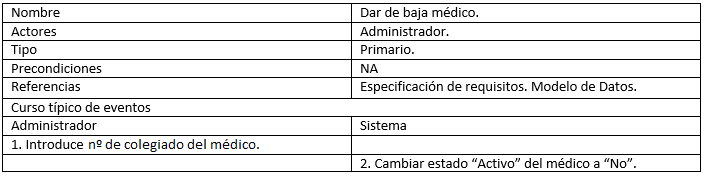 Nombre Dar de baja médico.
Actores Administrador.
Tipo Primario.
Precondiciones NA
Referencias Especificación de requisitos. Modelo de Datos.
Curso típico de eventos
Administrador Sistema
1. Introduce nº de colegiado del médico.
2. Cambiar estado “Activo” del médico a “No”.